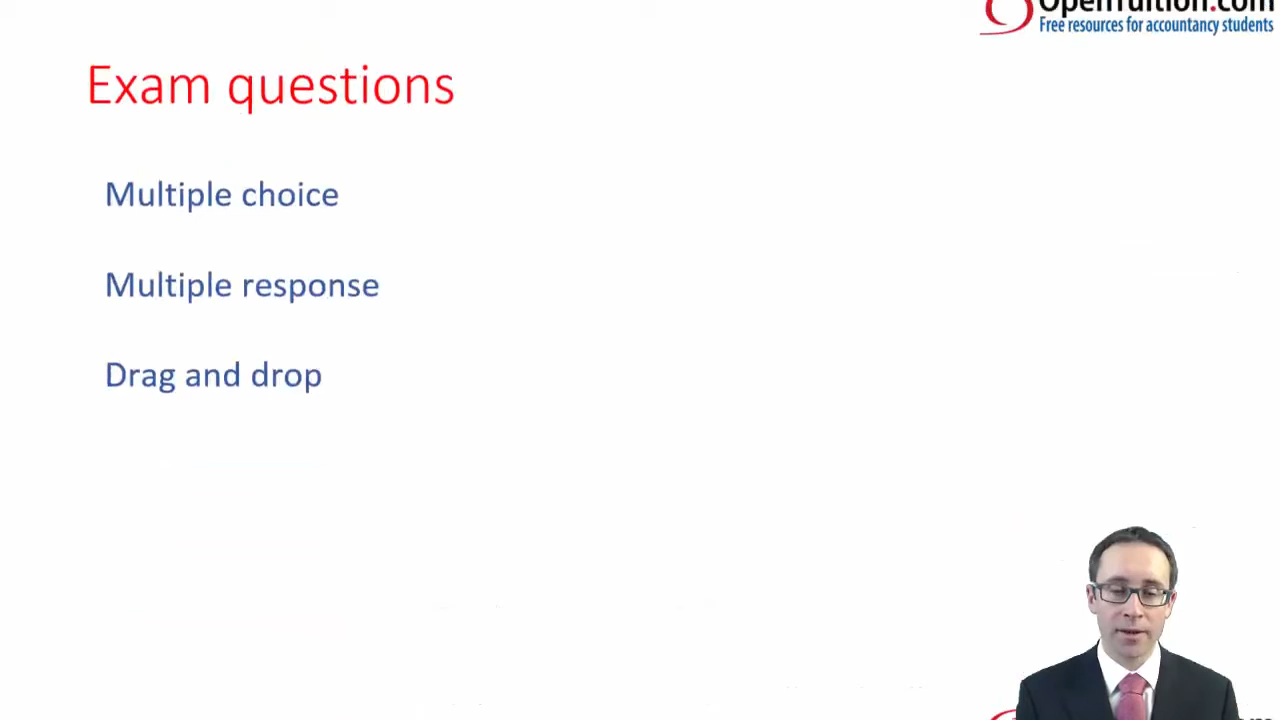 OpenTuition.com
Free resources for accountancy students
Exam questions
Multiple choice
Multiple response
Drag and drop